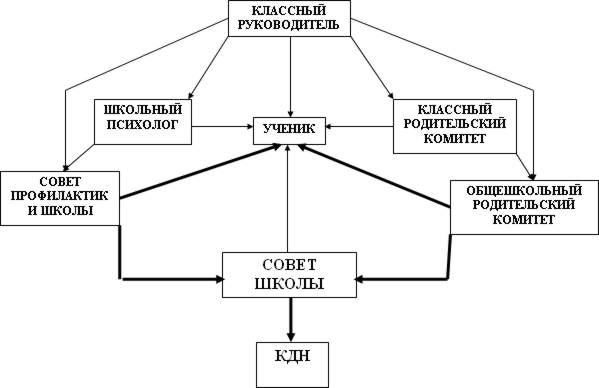 КЛАССНЫЙ
РУКОВОДИТЕЛЬ
ШКОЛЬНЫЙ
ПСИХОЛОГ
УЧЕНИК
КЛАССНЫЙ
РОДИТЕЛЬСКИЙ
КОМИТЕТ
СОВЕТ
ПРОФИЛАКТИК
И ШКОЛЫ
ОБЩЕШКОЛЬНЫЙ
РОДИТЕЛЬСКИЙ
КОМИТЕТ
СОВЕТ
ШКОЛЫ
КДН